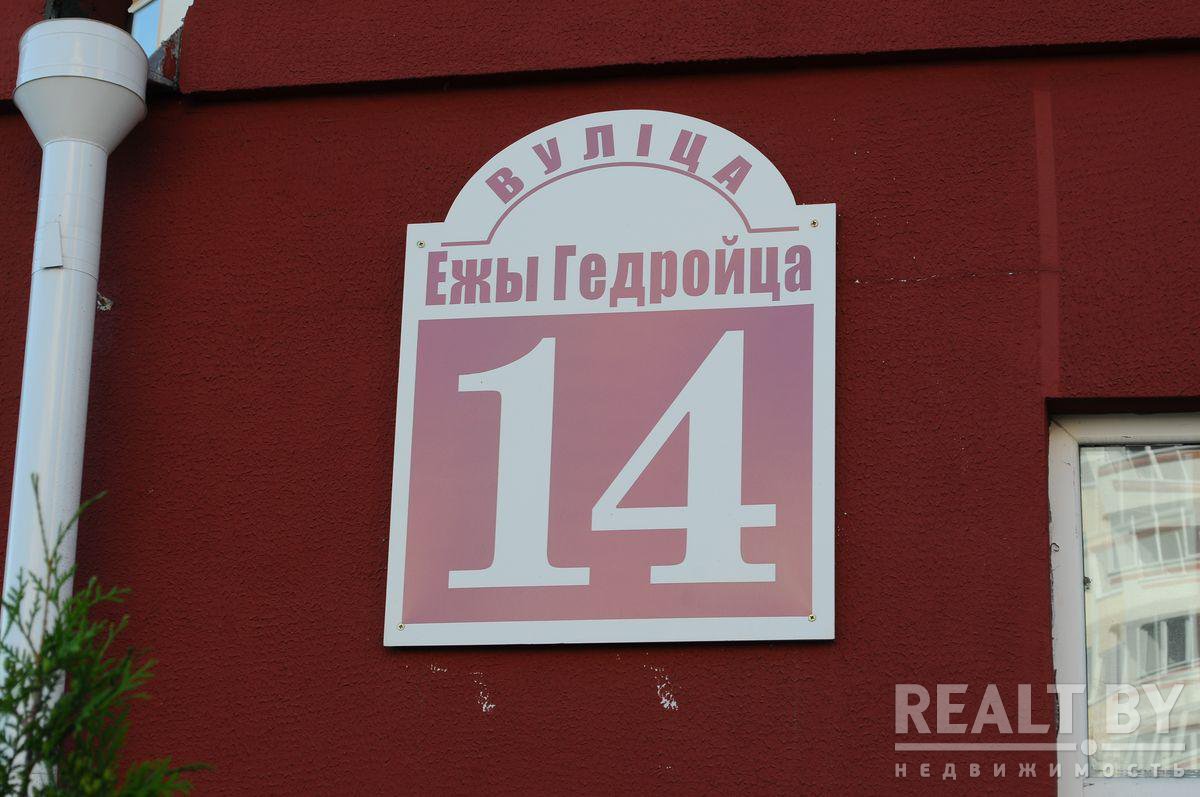 ВУЛІЦА
Ежы Гедройца
14
REALT.BY
недвижимость